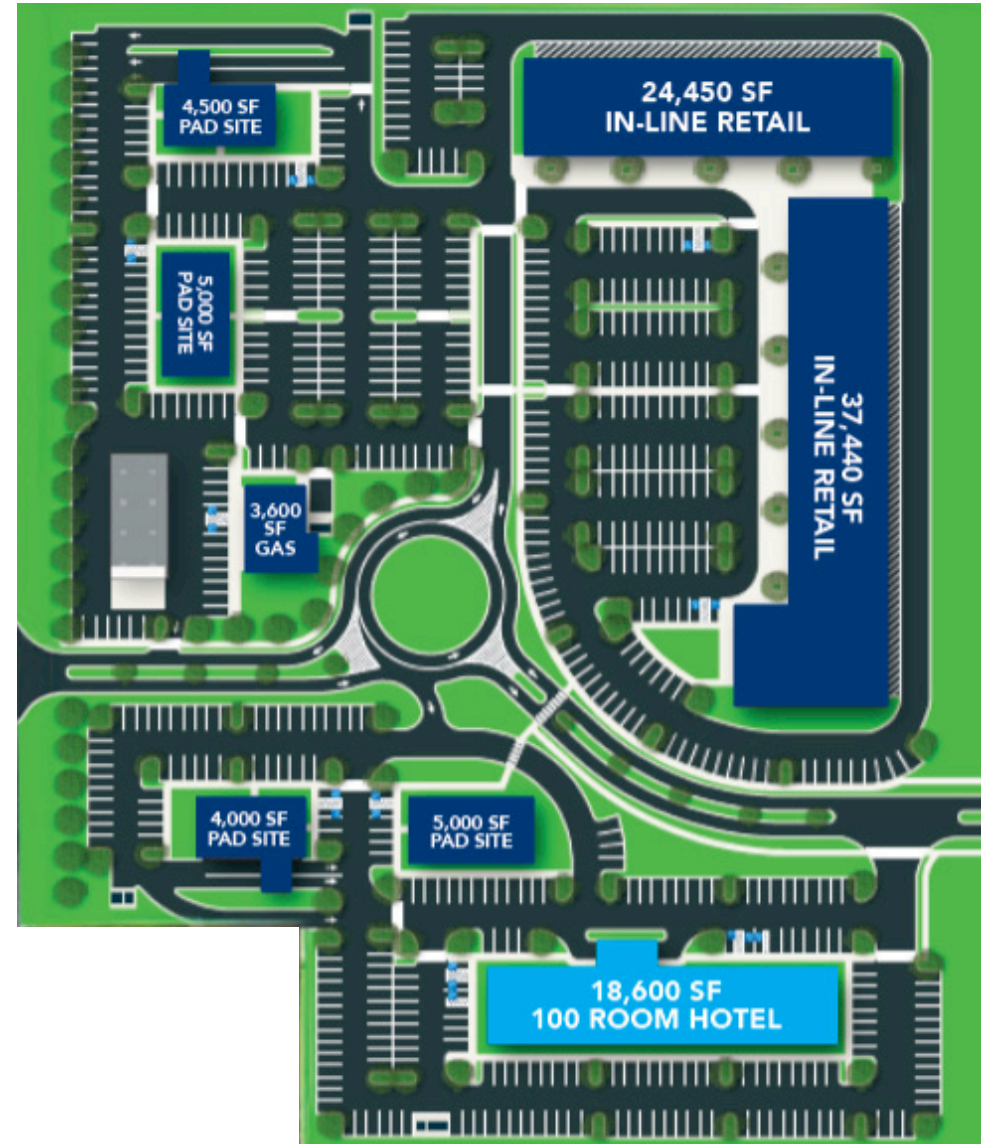 24,450 SF
IN-LINE RETAIL
4,500 SF
PAD SITE
5,000 SF
PAD SITE
37,440 SF
IN-LINE RETAIL
3,600
SF
GAS
4,000 SF
PAD SITE
5,000 SF
PAD SITE
18,600 SF
100 ROOM HOTEL